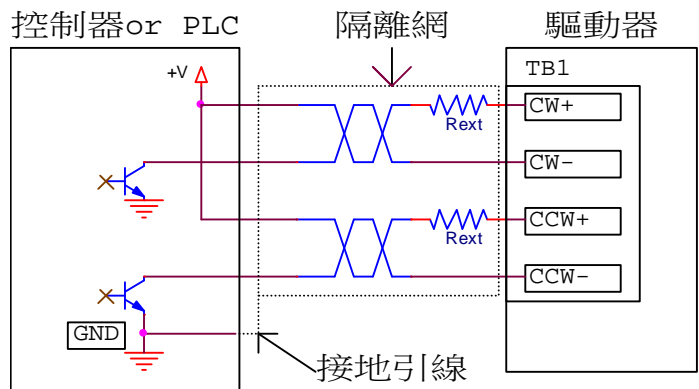 控制器or PLC
隔離網
驅動器
+V
TB1
CW+
Rext
CW-
CCW+
Rext
CCW-
GND
接地引線